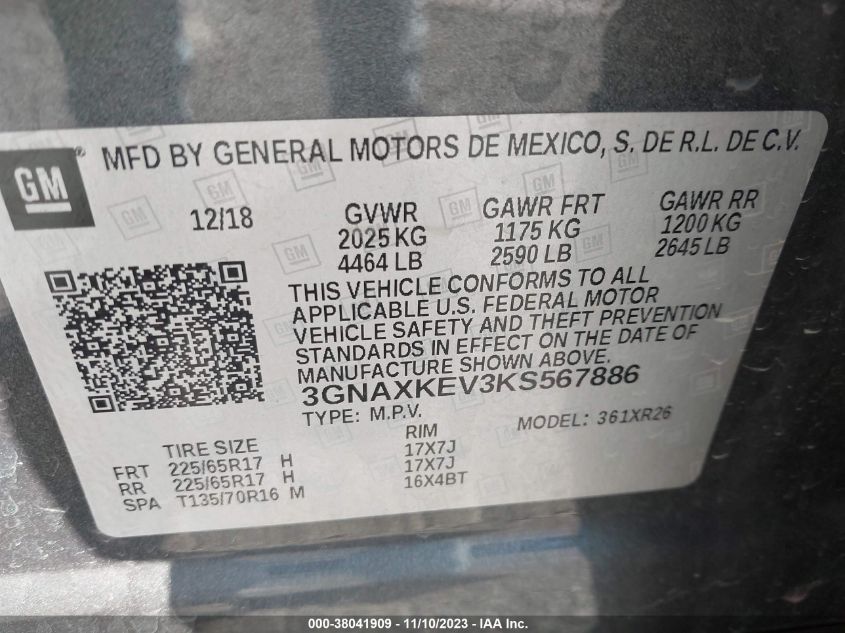 GM®
MFD BY GENERAL MOTORS DE MEXICO, S. DE R.L. DE C.V.
12/18 GVWR GAWR FRT GAWR RR
2025 KG 1175 KG 1200 KG
4464 LB 2590 LB 2645 LB
THIS VEHICLE CONFORMS TO ALL
APPLICABLE U.S. FEDERAL MOTOR
VEHICLE SAFETY AND THEFT PREVENTION
STANDARDS IN EFFECT ON THE DATE OF
MANUFACTURE SHOWN ABOVE.
3GNAXKEV3KS567886
TYPE: M.P.V. MODEL: 361XR26
TIRE SIZE RIM
FRT 225/65R17 H 17X7J
RR 225/65R17 H 17X7J
SPA T135/70R16 M 16X4BT
000-38041909 — 11/10/2023 — IAA Inc.